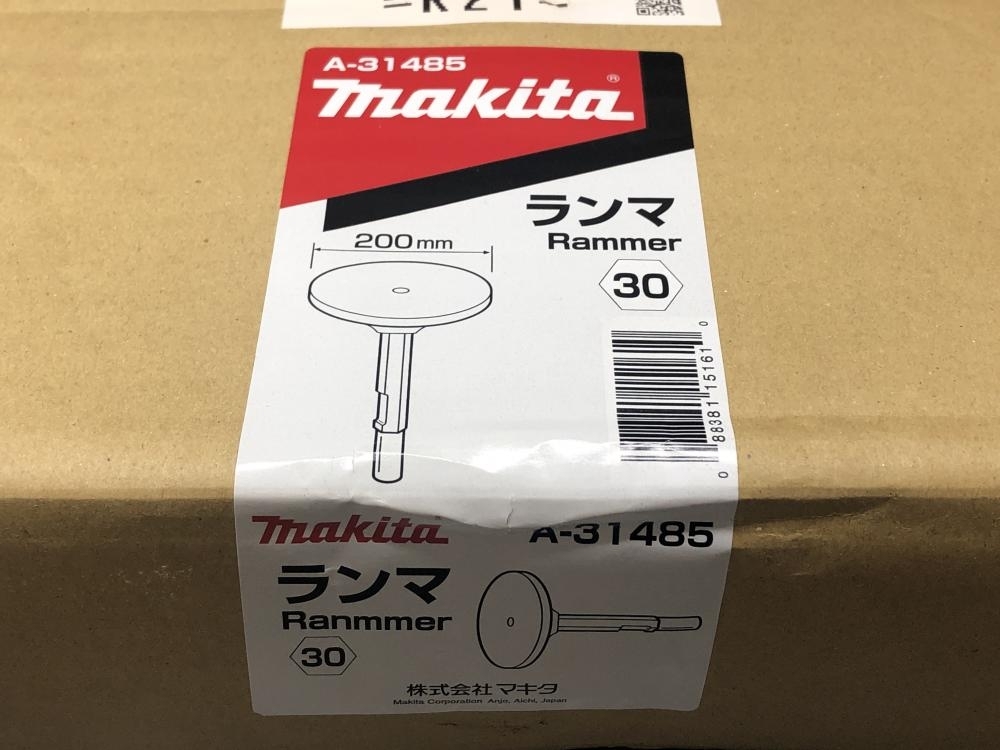 A-31485
makita®
ランマ
Rammer
200mm
30
0 88381 15161 0
makita
A-31485
ランマ
Ranmmer
30
株式会社マキタ
Makita Corporation Anjo, Aichi, Japan